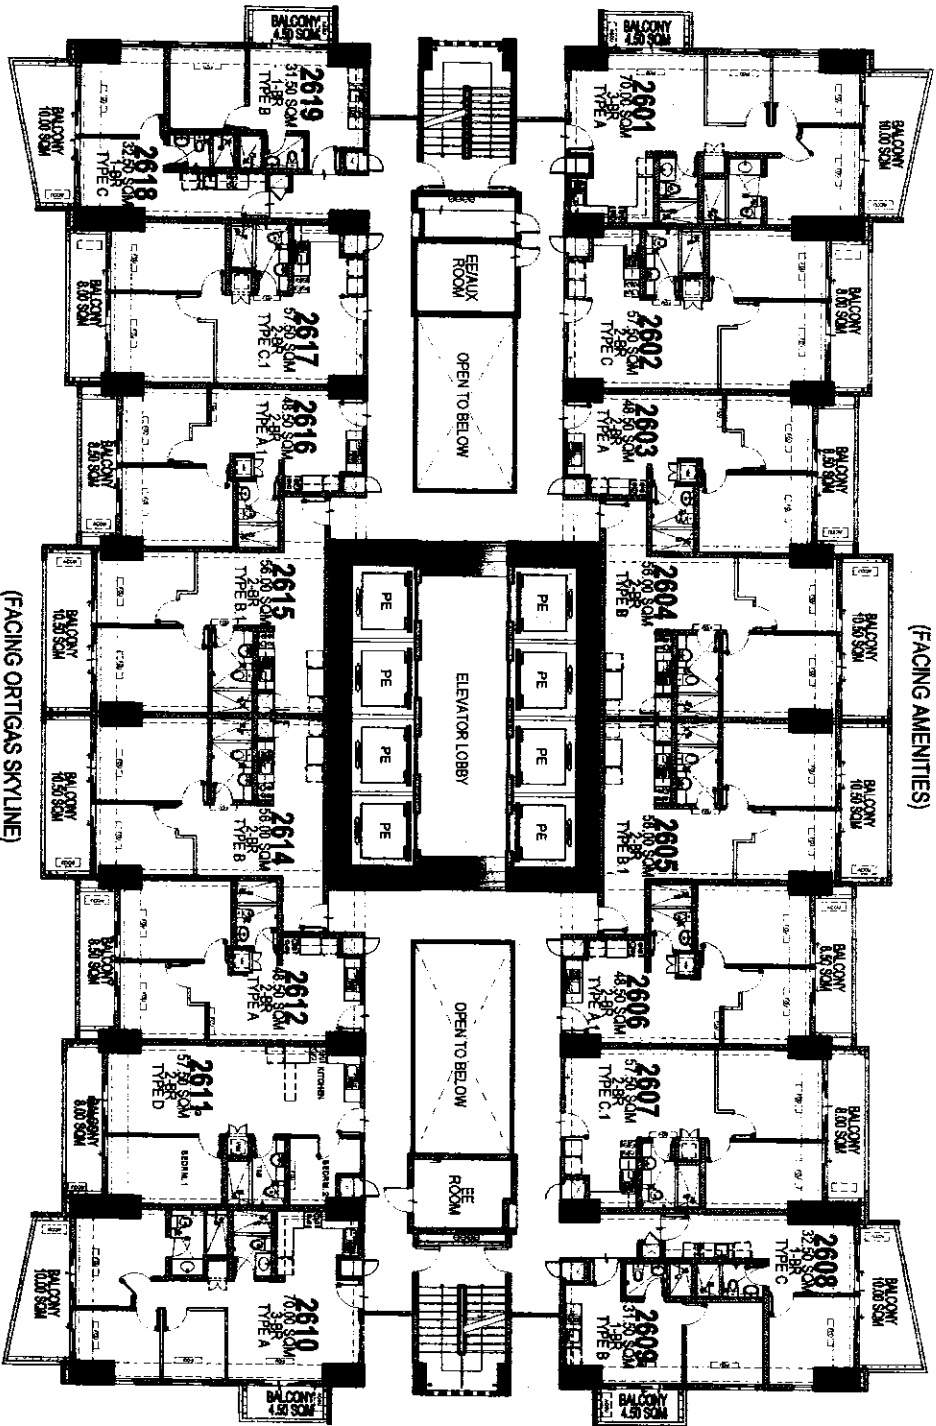 (FACING AMENITIES)
BALCONY
10.00 SQM
BALCONY
8.00 SQM
BALCONY
8.50 SQM
BALCONY
10.50 SQM
BALCONY
10.50 SQM
BALCONY
8.50 SQM
BALCONY
8.00 SQM
BALCONY
10.00 SQM
BALCONY
4.50 SQM
2601
70.00 SQM
3-BR
TYPE A
2602
57.50 SQM
2-BR
TYPE C
2603
48.50 SQM
2-BR
TYPE A
2604
56.00 SQM
2-BR
TYPE B
2605
56.00 SQM
2-BR
TYPE B.1
2606
48.50 SQM
2-BR
TYPE A.1
2607
57.50 SQM
2-BR
TYPE C.1
2608
32.50 SQM
1-BR
TYPE C
2609
31.50 SQM
1-BR
TYPE B
BALCONY
4.50 SQM
EE/AUX
ROOM
OPEN TO BELOW
PE
PE
PE
PE
ELEVATOR LOBBY
PE
PE
PE
PE
OPEN TO BELOW
EE
ROOM
BALCONY
4.50 SQM
2619
31.50 SQM
1-BR
TYPE B
2618
32.50 SQM
1-BR
TYPE C
2617
57.50 SQM
2-BR
TYPE C.1
2616
48.50 SQM
2-BR
TYPE A.1
2615
56.00 SQM
2-BR
TYPE B.1
2614
56.00 SQM
2-BR
TYPE B
2612
48.50 SQM
2-BR
TYPE A
KITCHEN
2611
57.50 SQM
2-BR
TYPE D
BEDRM. 1
BEDRM. 2
T&B
2610
70.00 SQM
3-BR
TYPE A
BALCONY
4.50 SQM
BALCONY
10.00 SQM
BALCONY
8.00 SQM
BALCONY
8.50 SQM
BALCONY
10.50 SQM
BALCONY
10.50 SQM
BALCONY
8.50 SQM
BALCONY
8.00 SQM
BALCONY
10.00 SQM
(FACING ORTIGAS SKYLINE)